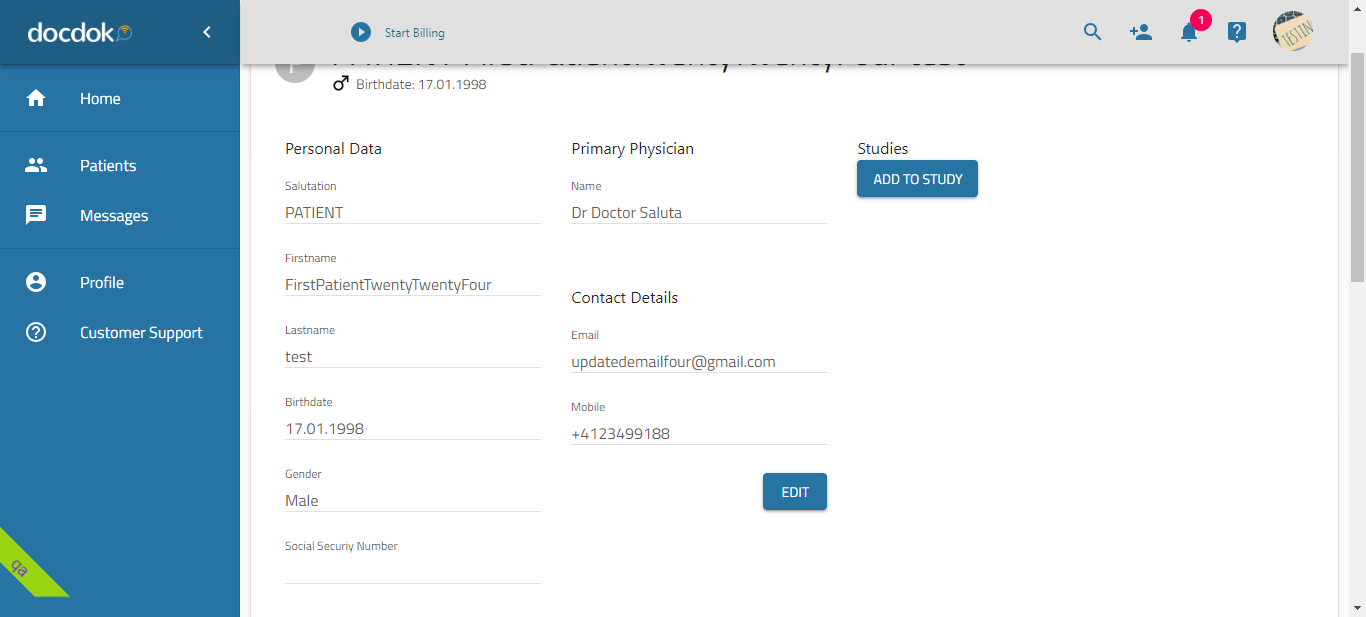 docdok
Start Billing
1
TESTIN
Birthdate: 17.01.1998
Home
Patients
Messages
Profile
Customer Support
qa
Personal Data
Salutation
PATIENT
Firstname
FirstPatientTwentyTwentyFour
Lastname
test
Birthdate
17.01.1998
Gender
Male
Social Securiy Number
Primary Physician
Name
Dr Doctor Saluta
Contact Details
Email
updatedemailfour@gmail.com
Mobile
+4123499188
EDIT
Studies
ADD TO STUDY